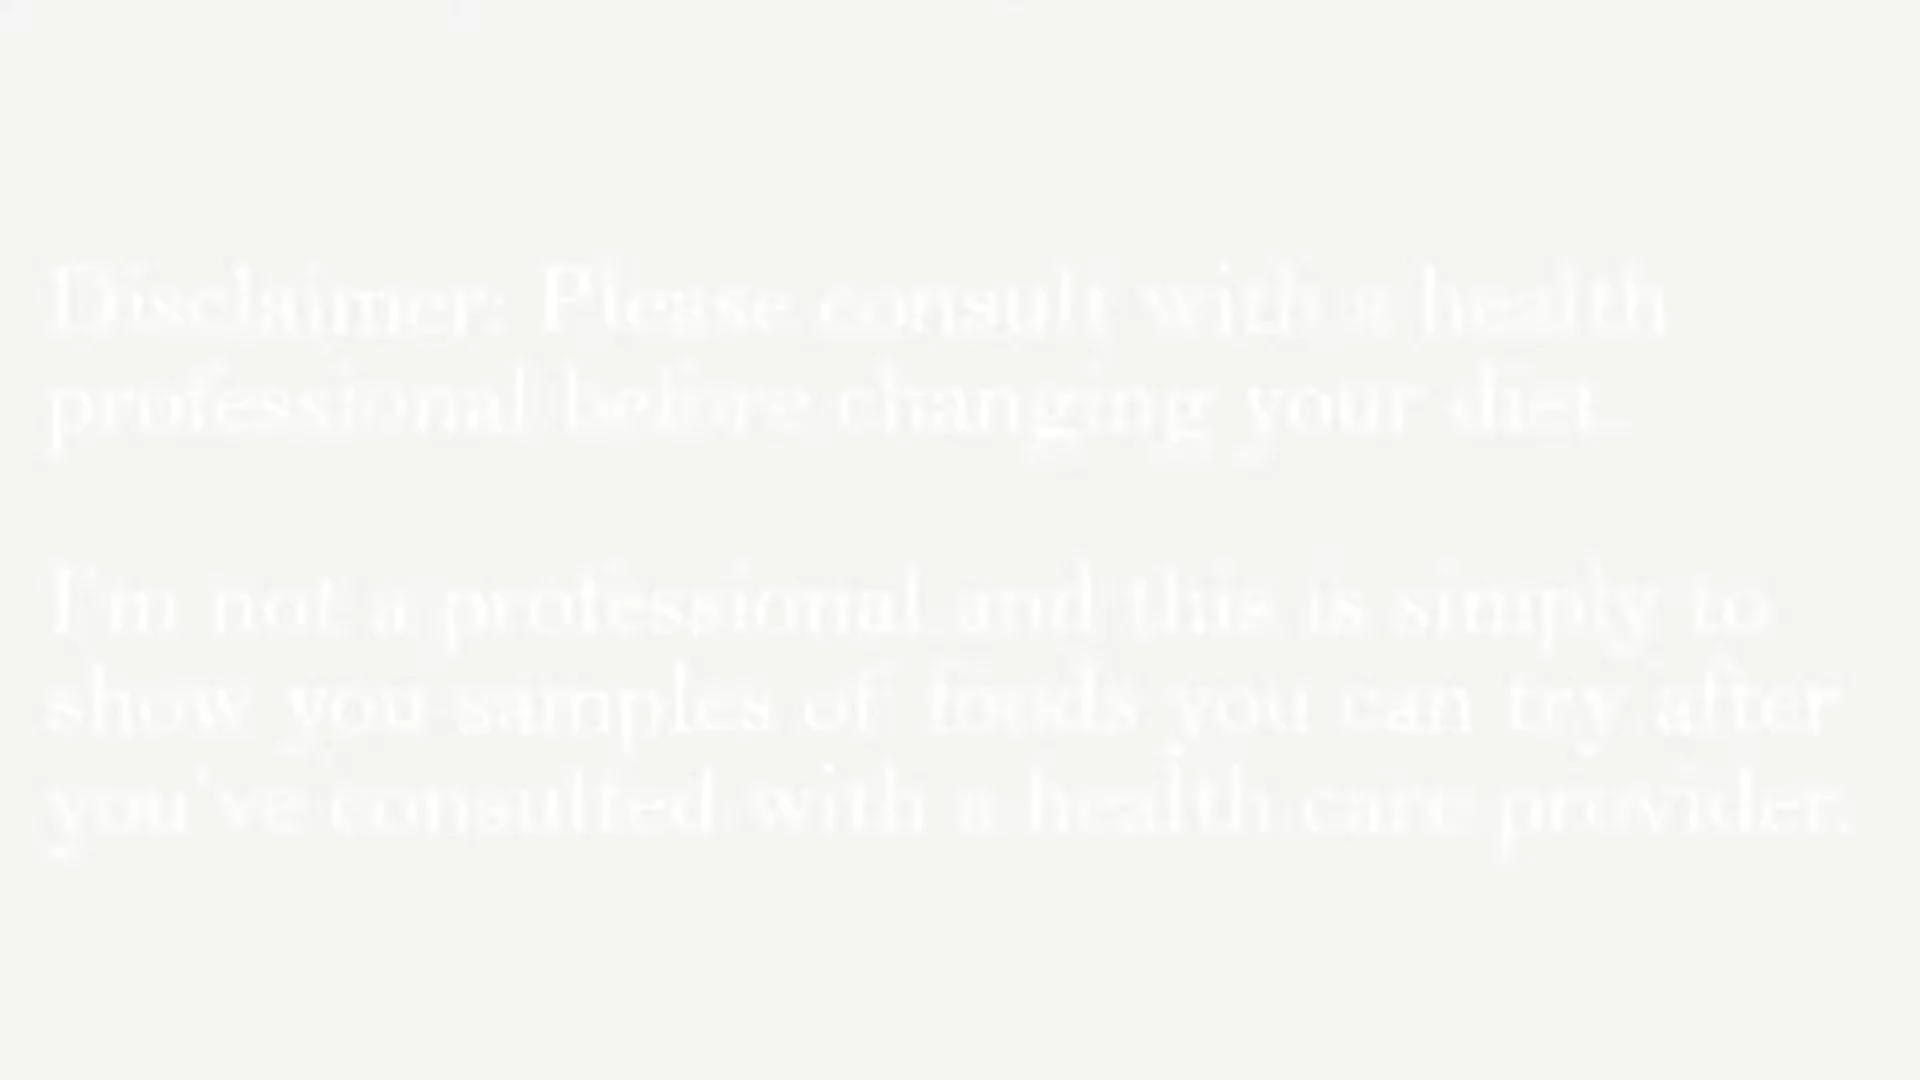 Disclaimer: Please consult with a health
professional before changing your diet.
I'm not a professional and this is simply to
show you samples of foods you can try after
you've consulted with a health care provider.